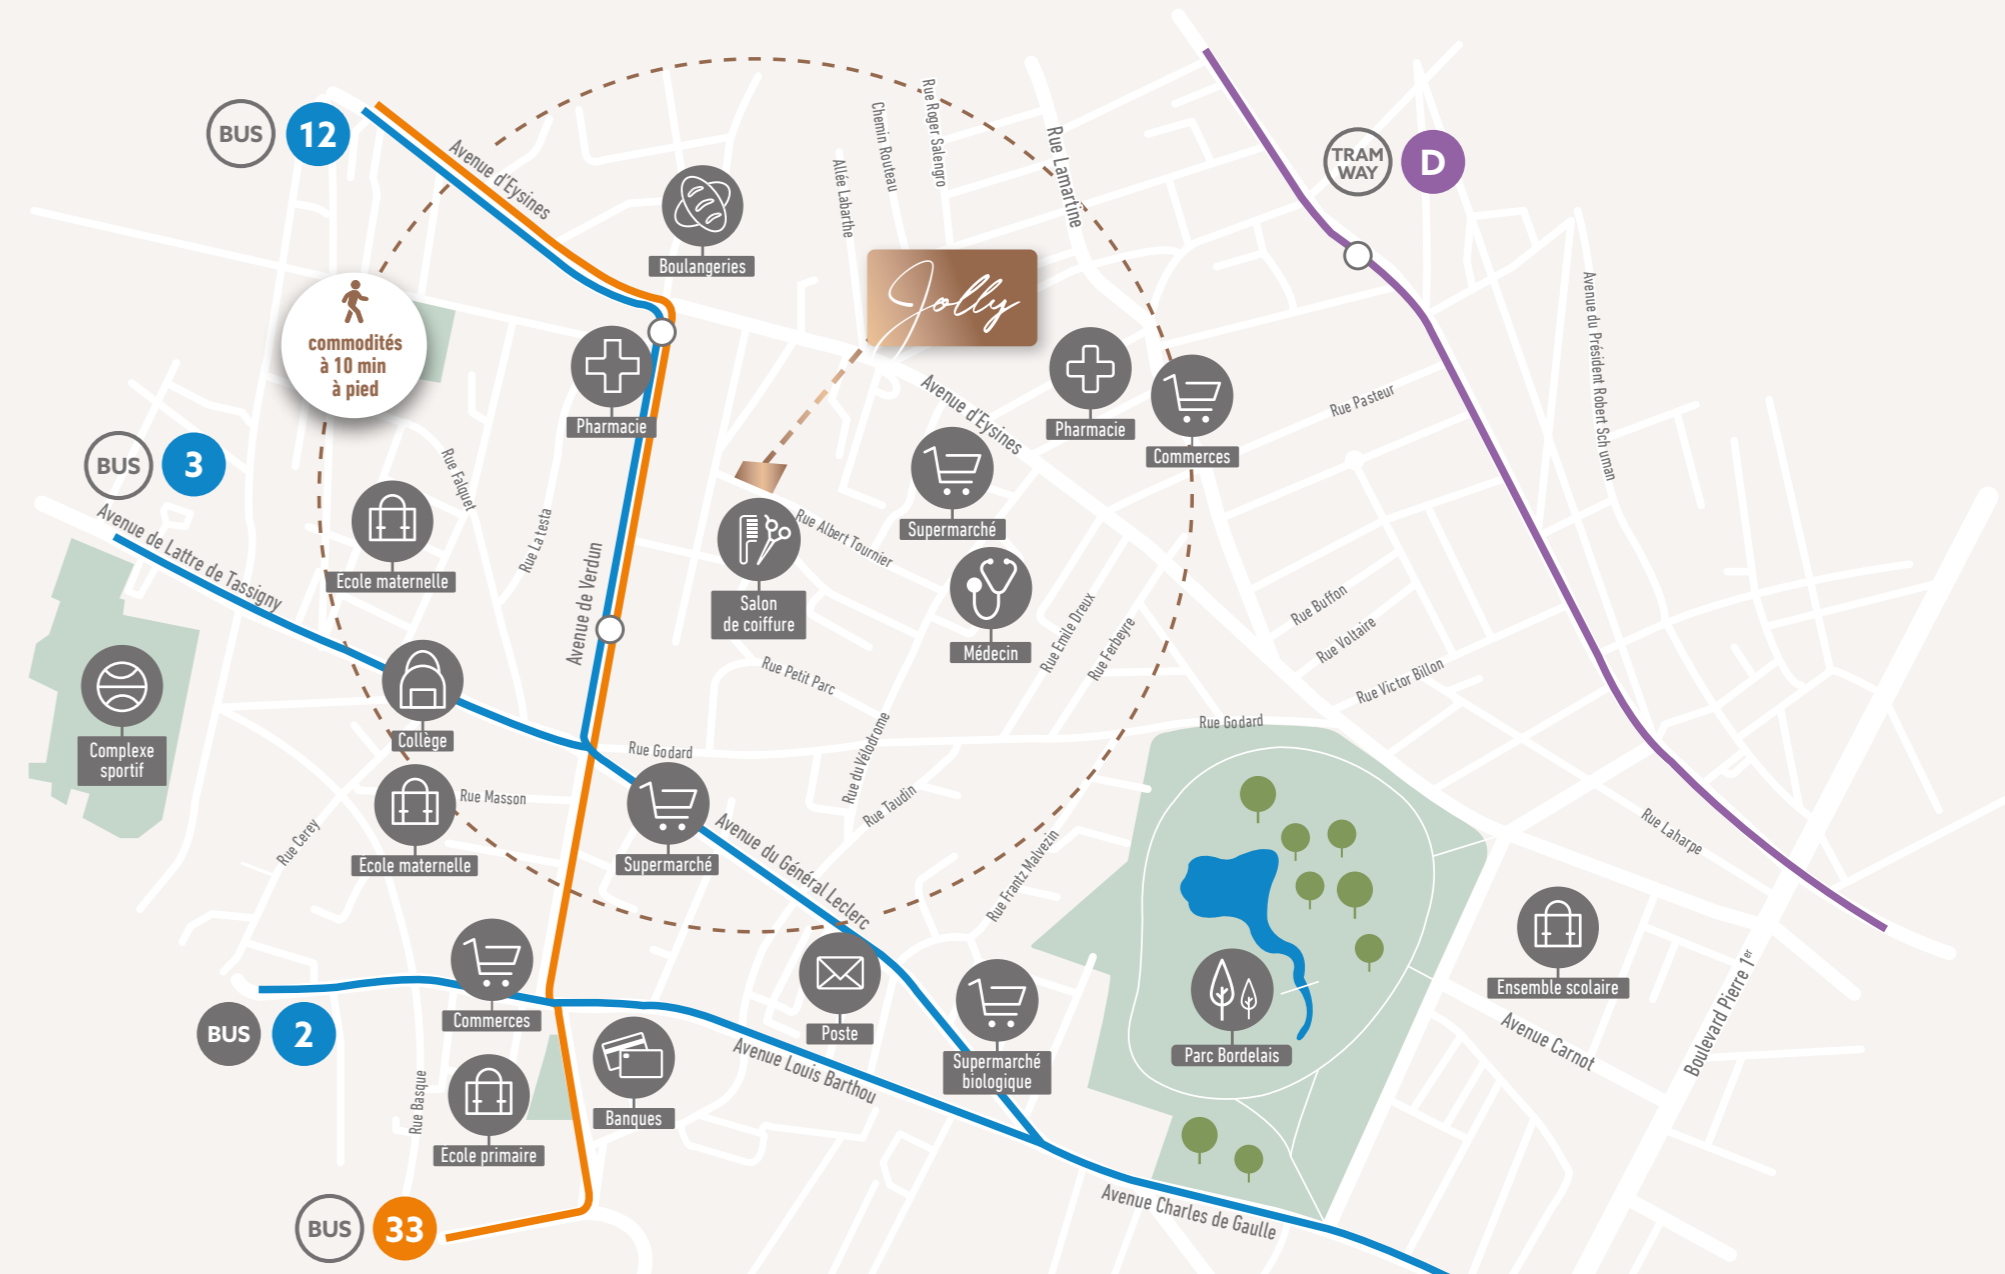 BUS 12
Avenue d'Eysines
Boulangeries
Allée Labarthe
Chemin Routeau
Rue Roger Salengro
Rue Lamartine
TRAM
WAY
D
Jolly
commodités
à 10 min
à pied
Pharmacie
Avenue d'Eysines
Pharmacie
Commerces
Rue Pasteur
Avenue du Président Robert Sch uman
BUS 3
Avenue de Lattre de Tassigny
Rue Falquet
Rue La testa
Ecole maternelle
Avenue de Verdun
Rue Albert Tournier
Supermarché
Salon
de coiffure
Médecin
Rue Emile Dreux
Rue Ferbeyre
Rue Buffon
Rue Voltaire
Rue Victor Billon
Complexe
sportif
Collège
Rue Petit Parc
Rue Godard
Rue Godard
Rue du Vélodrome
Rue Taudin
Rue Masson
Rue Cerey
Ecole maternelle
Supermarché
Avenue du Général Leclerc
Rue Frantz Malvezin
Rue Laharpe
Ensemble scolaire
Avenue Carnot
Boulevard Pierre 1er
BUS 2
Commerces
Poste
Supermarché
biologique
Parc Bordelais
Avenue Louis Barthou
Banques
Rue Basque
Ecole primaire
Avenue Charles de Gaulle
BUS 33